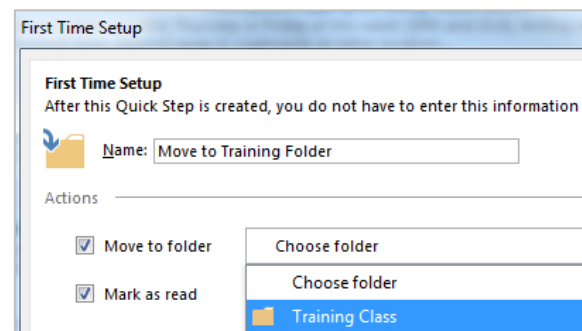 First Time Setup
First Time Setup
After this Quick Step is created, you do not have to enter this information
Name: Move to Training Folder
Actions
Move to folder Choose folder
Choose folder
Mark as read
Training Class